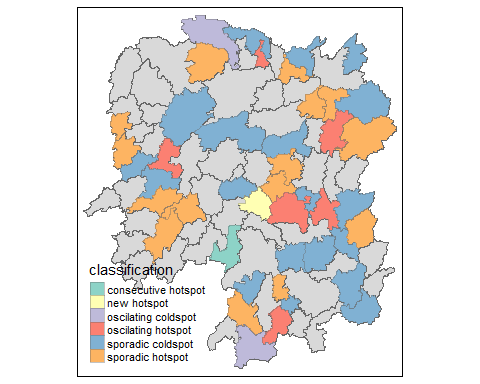 classification
consecutive hotspot
new hotspot
oscilating coldspot
oscilating hotspot
sporadic coldspot
sporadic hotspot